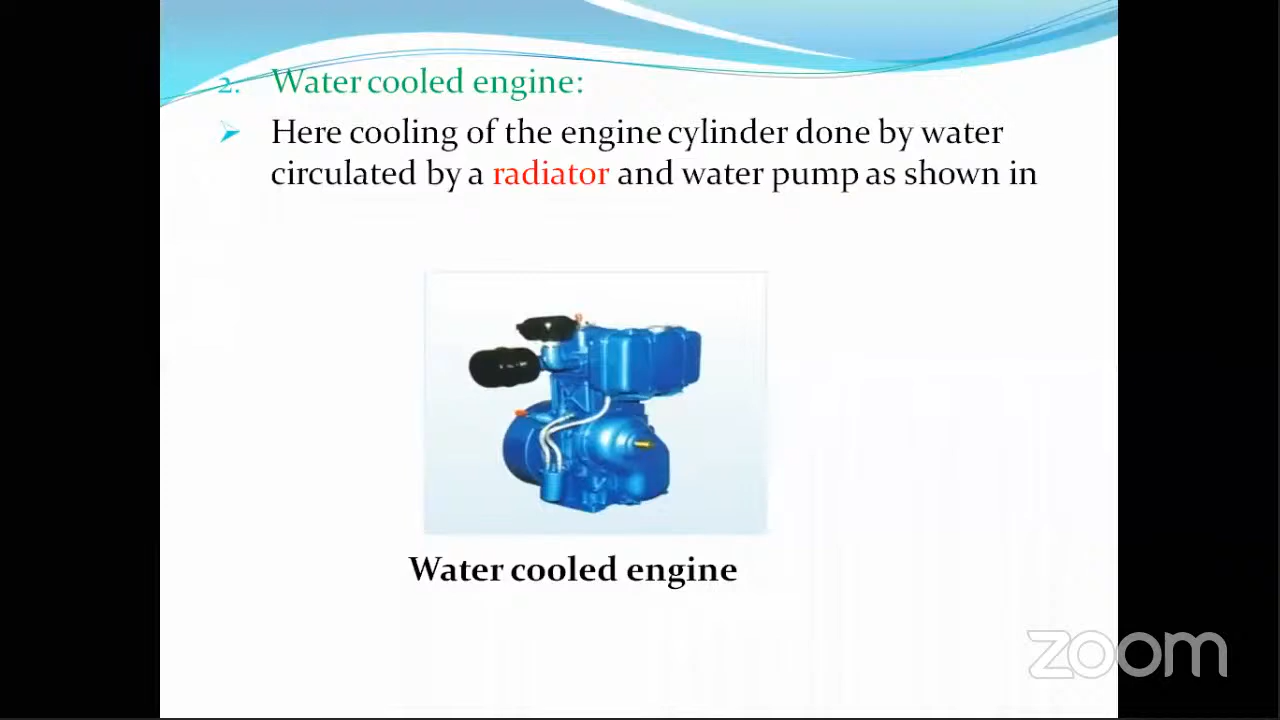 2. Water cooled engine:
Here cooling of the engine cylinder done by water
circulated by a radiator and water pump as shown in
Water cooled engine
zoom